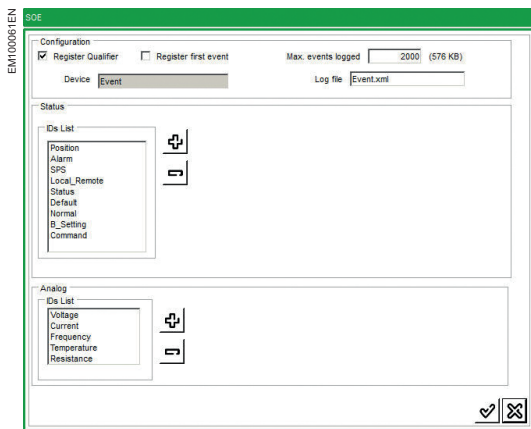 EM100061EN
SOE
Configuration
Register Qualifier Register first event Max. events logged 2000 (576 KB)
Device Event Log file Event.xml
Status
IDs List
Position
Alarm
SPS
Local_Remote
Status
Default
Normal
B_Setting
Command
Analog
IDs List
Voltage
Current
Frequency
Temperature
Resistance